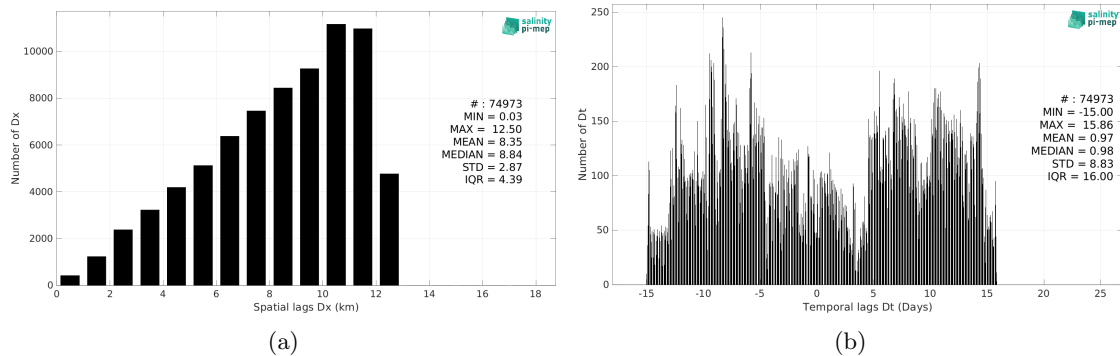 salinity
pi-mep
10000
8000
6000
4000
2000
0
Number of Dx
# : 74973
MIN = 0.03
MAX = 12.50
MEAN = 8.35
MEDIAN = 8.84
STD = 2.87
IQR = 4.39
0 2 4 6 8 10 12 14 16 18
Spatial lags Dx (km)
(a)
salinity
pi-mep
250
200
150
100
50
0
Number of Dt
# : 74973
MIN = -15.00
MAX = 15.86
MEAN = 0.97
MEDIAN = 0.98
STD = 8.83
IQR = 16.00
-15 -10 -5 0 5 10 15 20 25
Temporal lags Dt (Days)
(b)